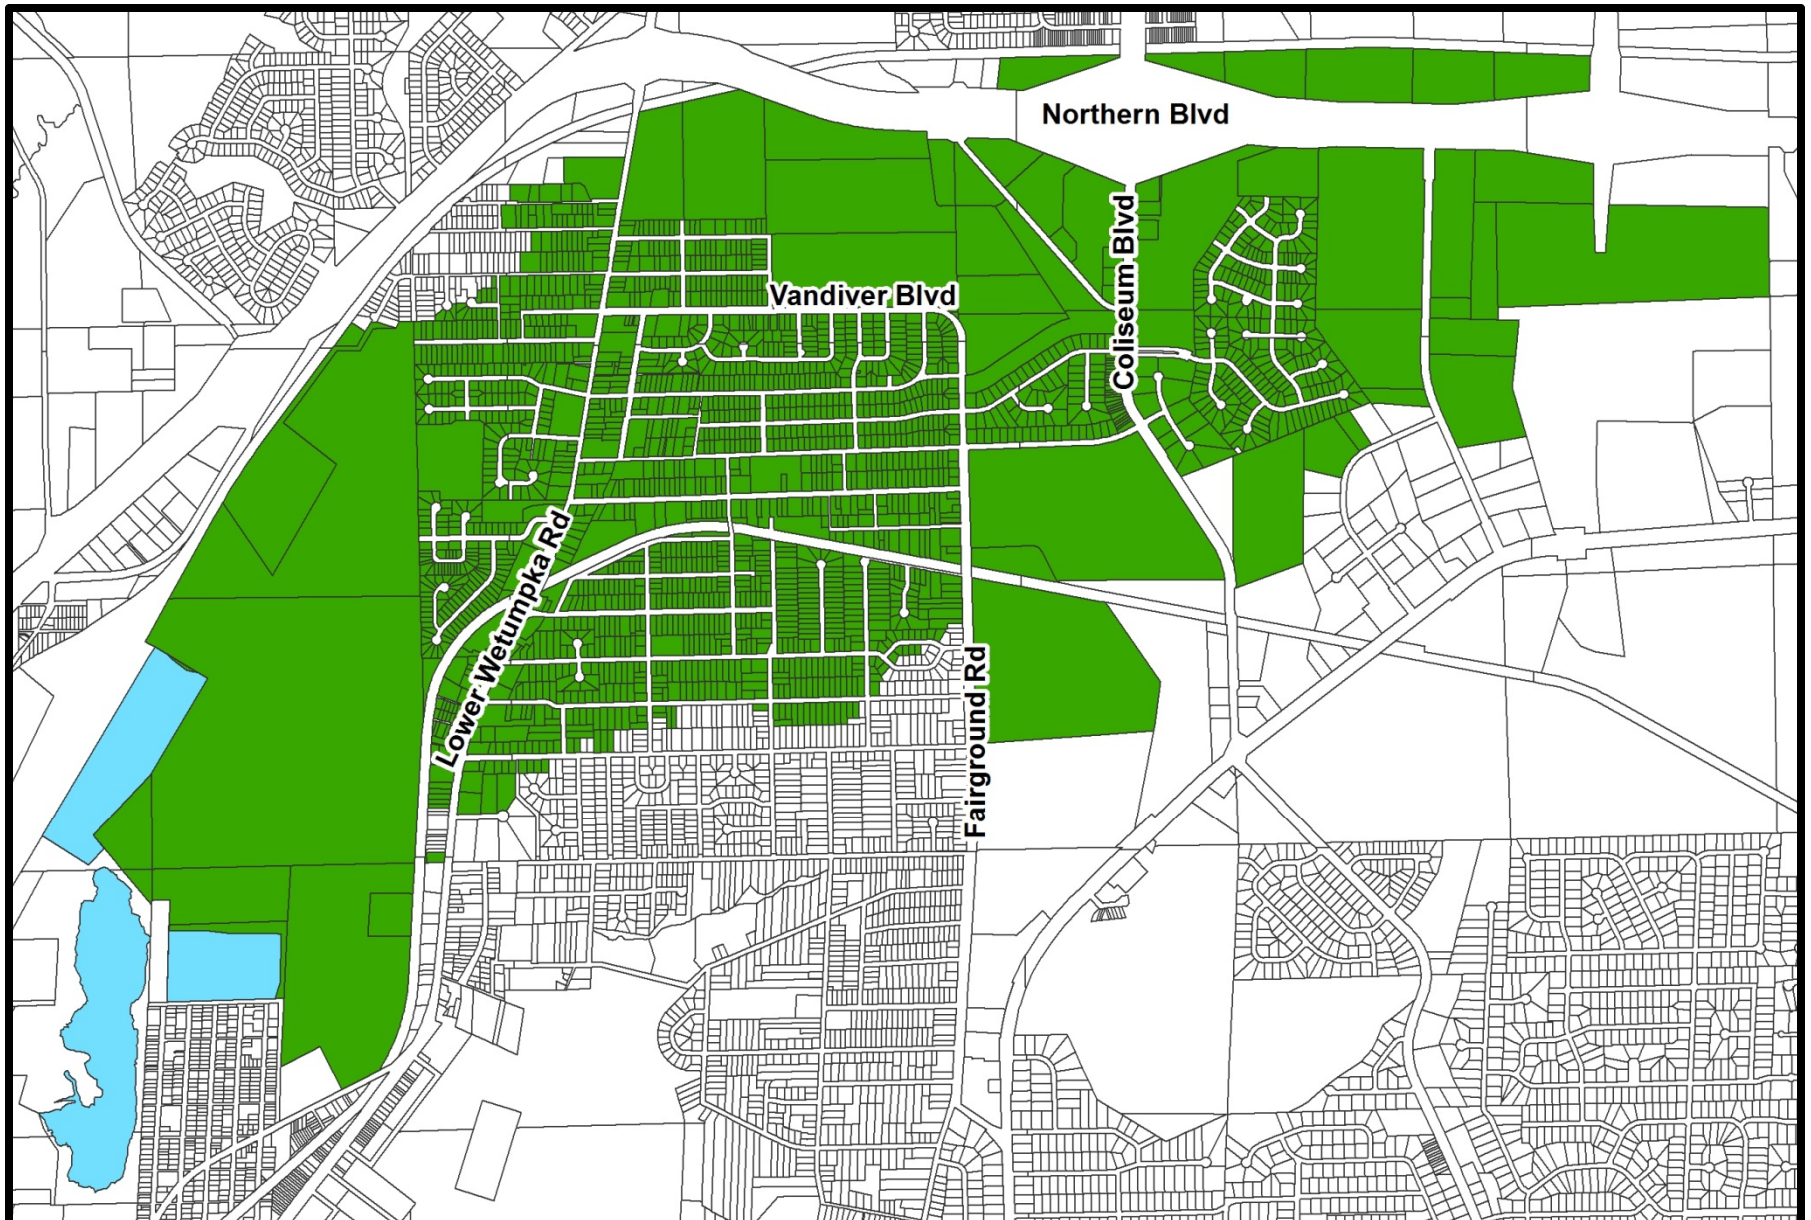 Northern Blvd
Coliseum Blvd
Vandiver Blvd
Lower Wetumpka Rd
Fairground Rd